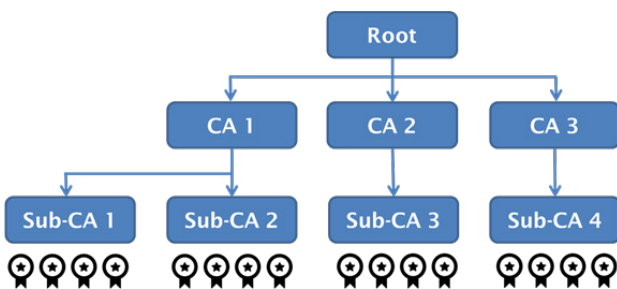 Root
CA 1
CA 2
CA 3
Sub-CA 1
Sub-CA 2
Sub-CA 3
Sub-CA 4